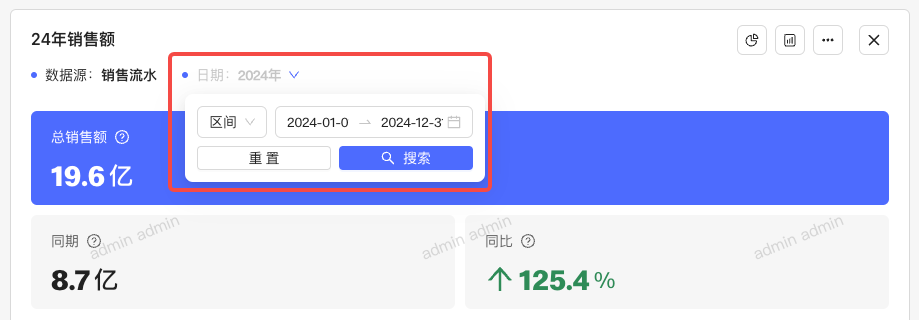 24年销售额
数据源：销售流水 日期：2024年
区间 2024-01-0 → 2024-12-3
重置 搜索
总销售额
19.6 亿
同期 同比
admin admin admin admin admin admin
8.7 亿 125.4 %